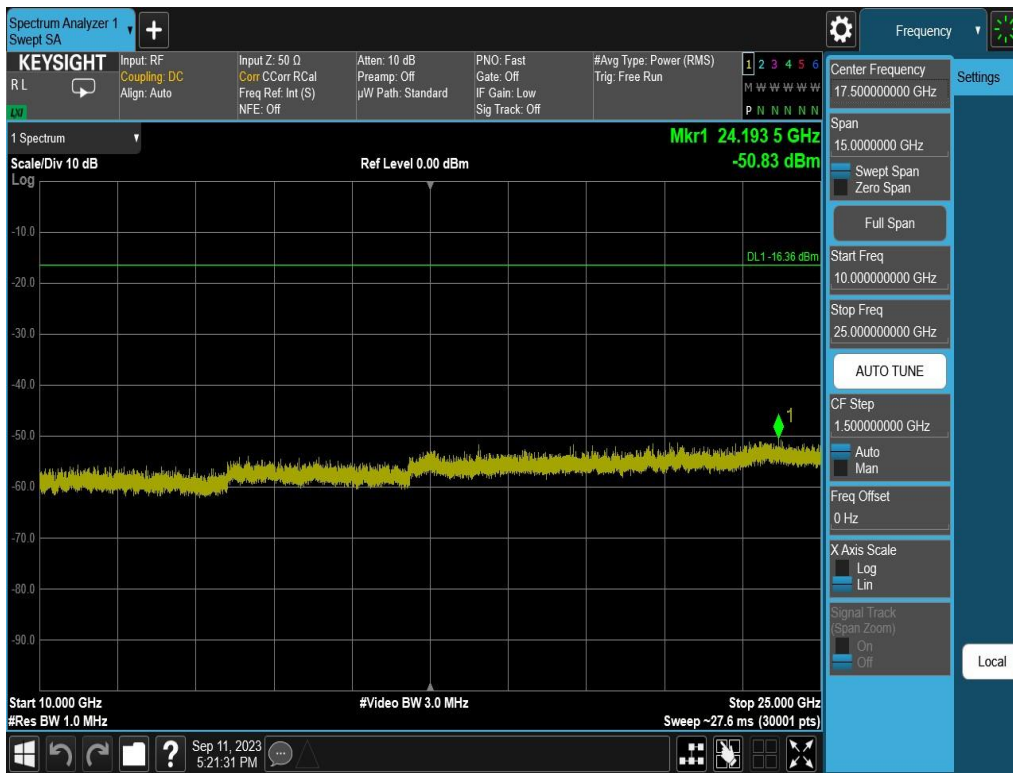 Spectrum Analyzer 1
Swept SA
Frequency
KEYSIGHT
R L
LXI
Input: RF
Coupling: DC
Align: Auto
Input Z: 50 Ω
Corr CCorr RCal
Freq Ref: Int (S)
NFE: Off
Atten: 10 dB
Preamp: Off
µW Path: Standard
PNO: Fast
Gate: Off
IF Gain: Low
Sig Track: Off
#Avg Type: Power (RMS)
Trig: Free Run
1 2 3 4 5 6
M W W W W W
P N N N N N
1 Spectrum
Scale/Div 10 dB
Log
Ref Level 0.00 dBm
Mkr1 24.193 5 GHz
-50.83 dBm
-10.0
DL1 -16.36 dBm
-20.0
-30.0
-40.0
1
-50.0
-60.0
-70.0
-80.0
-90.0
Start 10.000 GHz
#Res BW 1.0 MHz
#Video BW 3.0 MHz
Stop 25.000 GHz
Sweep ~27.6 ms (30001 pts)
Center Frequency
17.500000000 GHz
Settings
Span
15.0000000 GHz
Swept Span
Zero Span
Full Span
Start Freq
10.000000000 GHz
Stop Freq
25.000000000 GHz
AUTO TUNE
CF Step
1.500000000 GHz
Auto
Man
Freq Offset
0 Hz
X Axis Scale
Log
Lin
Signal Track
(Span Zoom)
On
Off
Local
?
Sep 11, 2023
5:21:31 PM